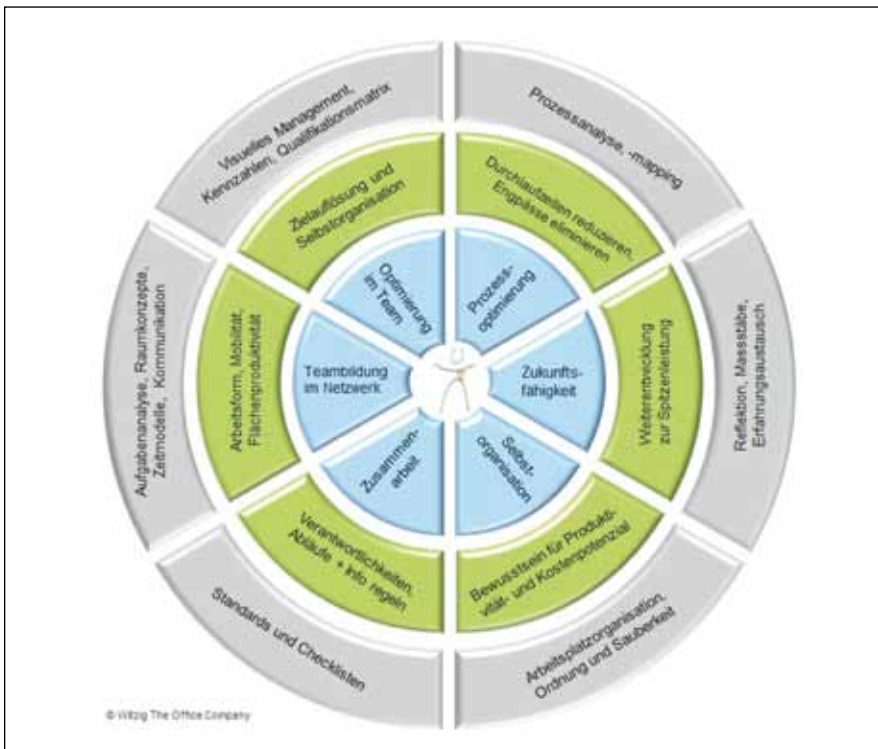 Visuelles Management,
Kennzahlen, Qualifikationsmatrix
Prozessanalyse, -mapping
Zielauflösung und
Selbstorganisation
Durchlaufzeiten reduzieren,
Engpässe eliminieren
Optimierung
im Team
Prozess-
optimierung
Aufgabenanalyse, Raumkonzepte,
Zeitmodelle, Kommunikation
Arbeitsform, Mobilität,
Flächenproduktivität
Teambildung
im Netzwerk
Zukunfts-
fähigkeit
Weiterentwicklung
zur Spitzenleistung
Reflektion, Massstäbe,
Erfahrungsaustausch
Zusammen-
arbeit
Selbst-
organisation
Verantwortlichkeiten,
Abläufe + Info regeln
Bewusstsein für Produkti-
vität- und Kostenpotenzial
Standards und Checklisten
Arbeitsplatzorganisation,
Ordnung und Sauberkeit
© Witzig The Office Company